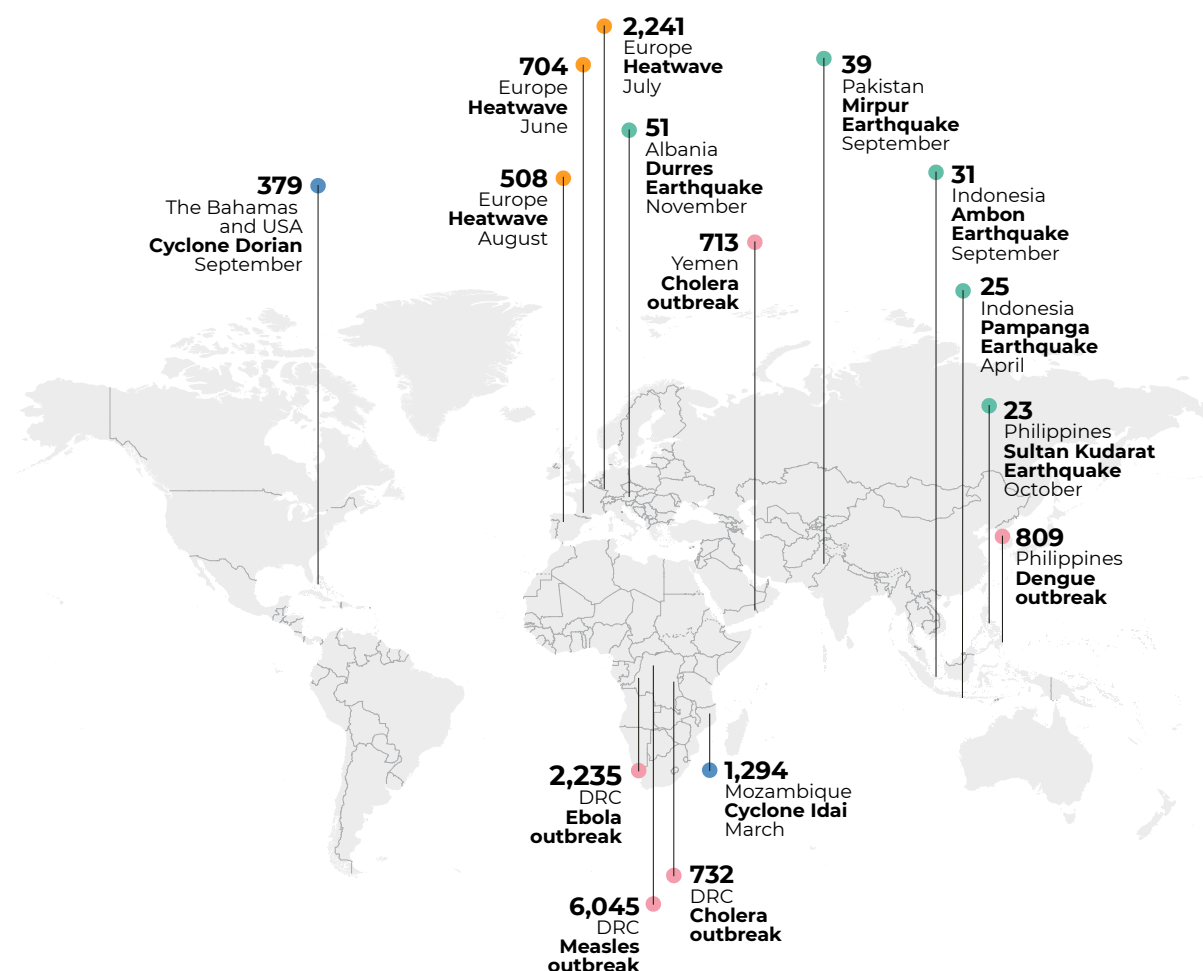 2,241
Europe
Heatwave
July
704
Europe
Heatwave
June
39
Pakistan
Mirpur
Earthquake
September
51
Albania
Durres
Earthquake
November
379
The Bahamas
and USA
Cyclone Dorian
September
508
Europe
Heatwave
August
31
Indonesia
Ambon
Earthquake
September
713
Yemen
Cholera
outbreak
25
Indonesia
Pampanga
Earthquake
April
23
Philippines
Sultan Kudarat
Earthquake
October
809
Philippines
Dengue
outbreak
2,235
DRC
Ebola
outbreak
1,294
Mozambique
Cyclone Idai
March
732
DRC
Cholera
outbreak
6,045
DRC
Measles
outbreak